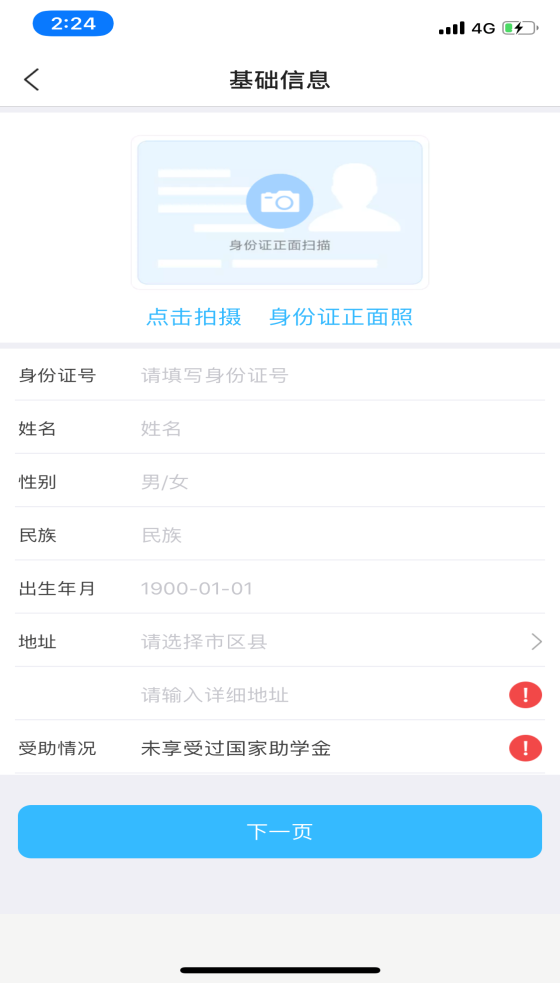 2:24
4G
基础信息
身份证正面扫描
点击拍摄 身份证正面照
身份证号 请填写身份证号
姓名 姓名
性别 男/女
民族 民族
出生年月 1900-01-01
地址 请选择市区县
请输入详细地址 !
受助情况 未享受过国家助学金 !
下一页